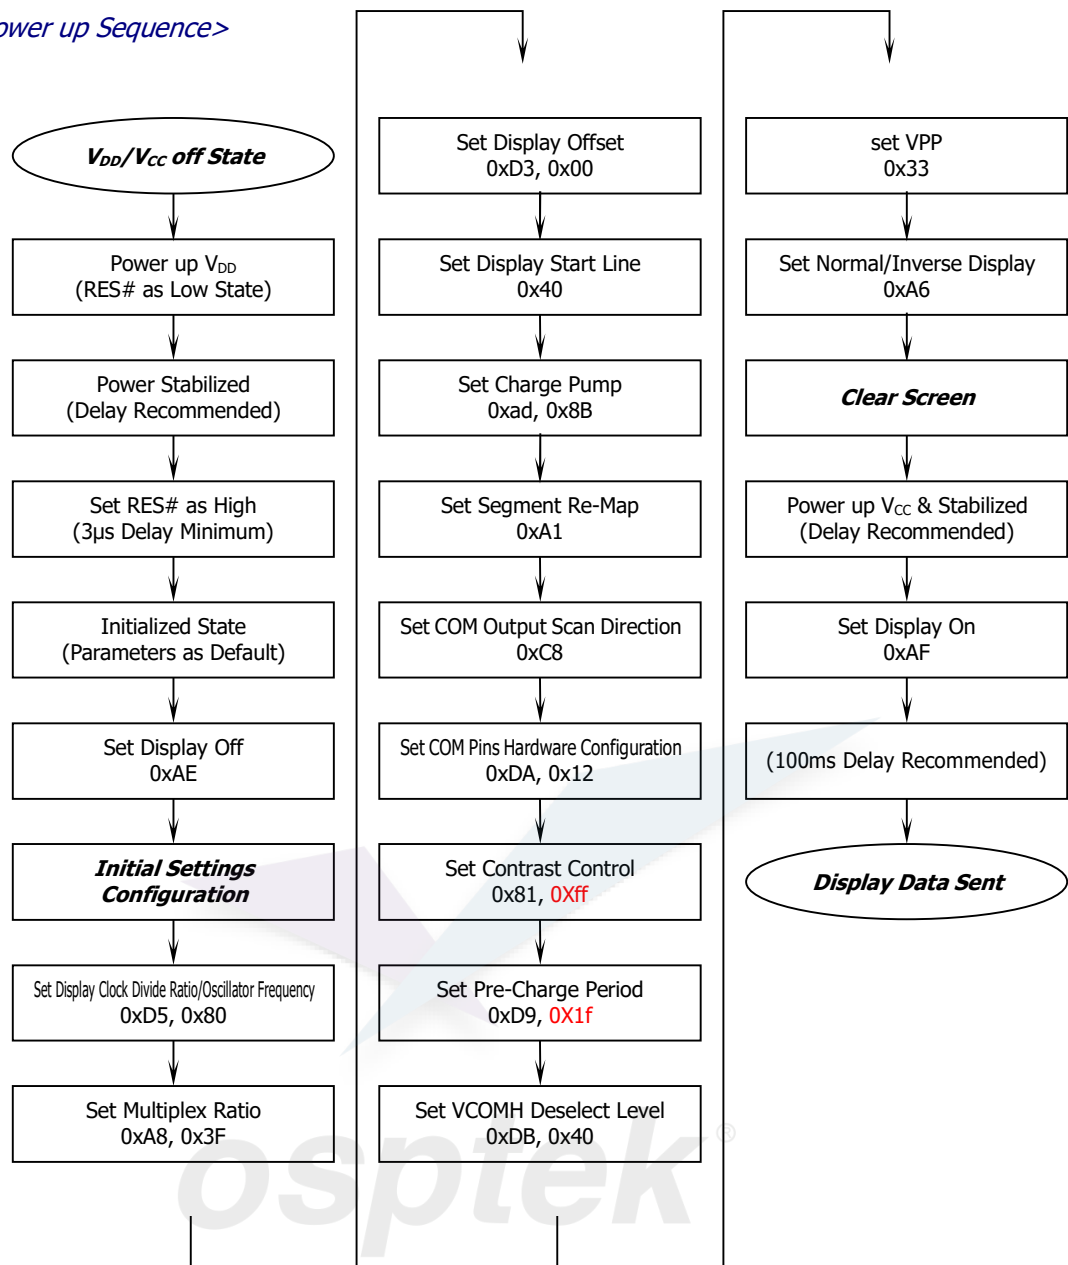 ower up Sequence>
VDD/VCC off State
Power up VDD
(RES# as Low State)
Power Stabilized
(Delay Recommended)
Set RES# as High
(3μs Delay Minimum)
Initialized State
(Parameters as Default)
Set Display Off
0xAE
Initial Settings
Configuration
Set Display Clock Divide Ratio/Oscillator Frequency
0xD5, 0x80
Set Multiplex Ratio
0xA8, 0x3F
Set Display Offset
0xD3, 0x00
Set Display Start Line
0x40
Set Charge Pump
0xad, 0x8B
Set Segment Re-Map
0xA1
Set COM Output Scan Direction
0xC8
Set COM Pins Hardware Configuration
0xDA, 0x12
Set Contrast Control
0x81, 0Xff
Set Pre-Charge Period
0xD9, 0X1f
Set VCOMH Deselect Level
0xDB, 0x40
set VPP
0x33
Set Normal/Inverse Display
0xA6
Clear Screen
Power up VCC & Stabilized
(Delay Recommended)
Set Display On
0xAF
(100ms Delay Recommended)
Display Data Sent
osptek®